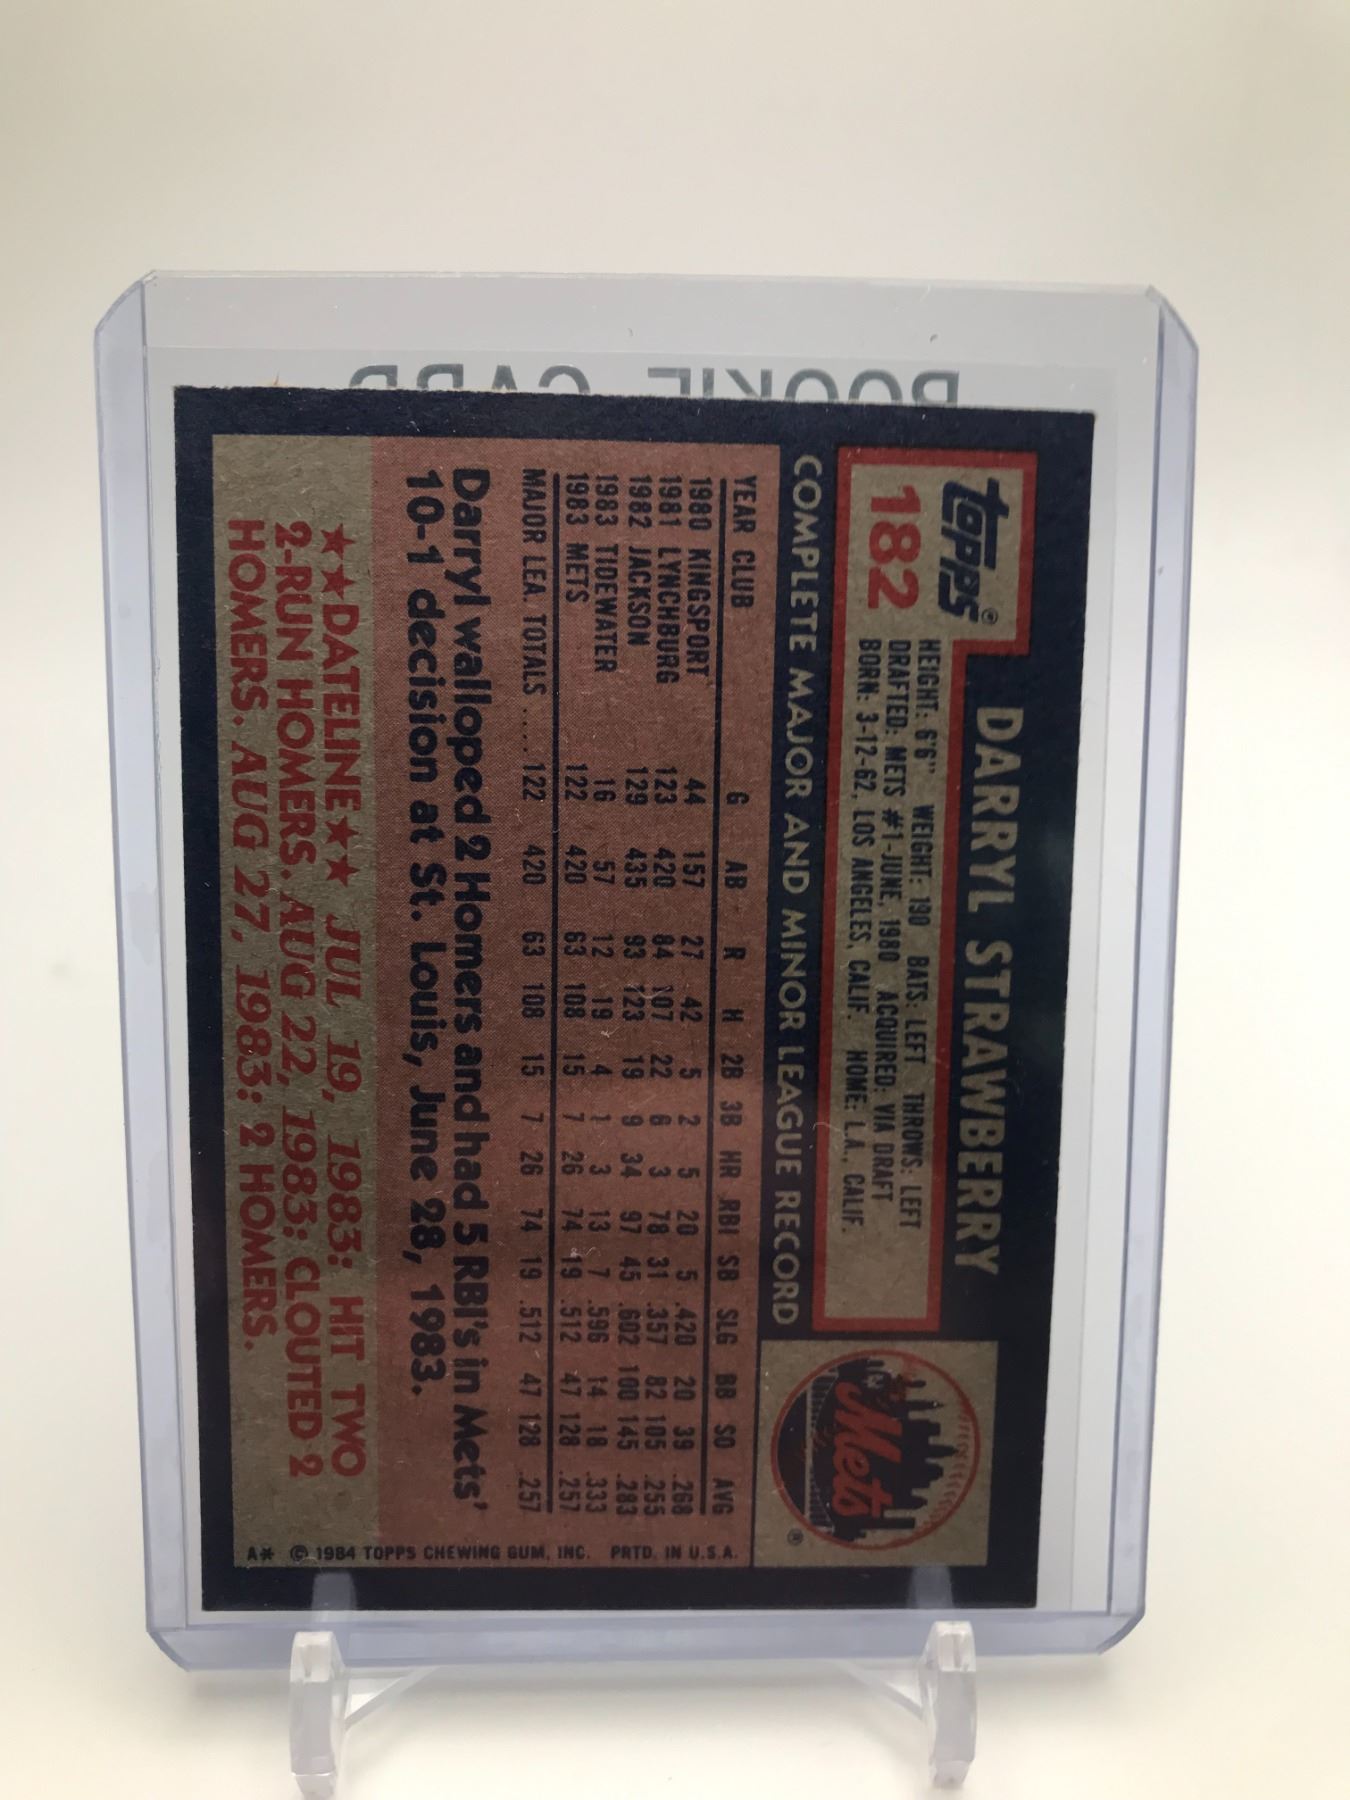 ROOKIE CARD
topps®
182
DARRYL STRAWBERRY
HEIGHT: 6'6" WEIGHT: 190 BATS: LEFT THROWS: LEFT
DRAFTED: METS #1-JUNE, 1980 ACQUIRED: VIA DRAFT
BORN: 3-12-62, LOS ANGELES, CALIF. HOME: L.A., CALIF.
Mets
®
COMPLETE MAJOR AND MINOR LEAGUE RECORD
YEAR CLUB G AB R H 2B 3B HR RBI SB SLG BB SO AVG
1980 KINGSPORT 44 157 27 42 5 2 5 20 5 .420 20 39 .268
1981 LYNCHBURG 123 420 84 107 22 6 3 78 31 .357 82 105 .255
1982 JACKSON 129 435 93 123 19 9 34 97 45 .602 100 145 .283
1983 TIDEWATER 16 57 12 19 4 1 3 13 7 .596 14 18 .333
1983 METS 122 420 63 108 15 7 26 74 19 .512 47 128 .257
MAJOR LEA. TOTALS ..... 122 420 63 108 15 7 26 74 19 .512 47 128 .257
Darryl walloped 2 Homers and had 5 RBI's in Mets'
10-1 decision at St. Louis, June 28, 1983.
★★DATELINE★★ JUL 19, 1983: HIT TWO
2-RUN HOMERS. AUG 22, 1983: CLOUTED 2
HOMERS. AUG 27, 1983: 2 HOMERS.
A* © 1984 TOPPS CHEWING GUM, INC. PRTD. IN U.S.A.